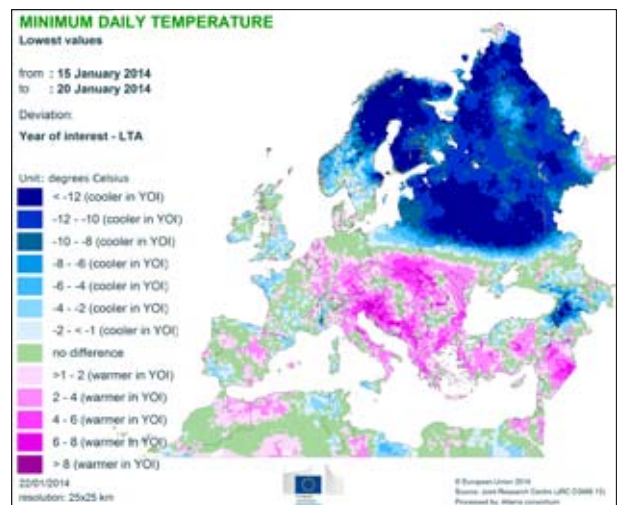 MINIMUM DAILY TEMPERATURE
Lowest values
from : 15 January 2014
to : 20 January 2014
Deviation:
Year of interest - LTA
Unit: degrees Celsius
< -12 (cooler in YOI)
-12 - -10 (cooler in YOI)
-10 - -8 (cooler in YOI)
-8 - -6 (cooler in YOI)
-6 - -4 (cooler in YOI)
-4 - -2 (cooler in YOI)
-2 - < -1 (cooler in YOI)
no difference
>1 - 2 (warmer in YOI)
2 - 4 (warmer in YOI)
4 - 6 (warmer in YOI)
6 - 8 (warmer in YOI)
> 8 (warmer in YOI)
22/01/2014
resolution: 25x25 km
© European Union 2014
Source: Joint Research Centre
Processed by: Alterra consortium